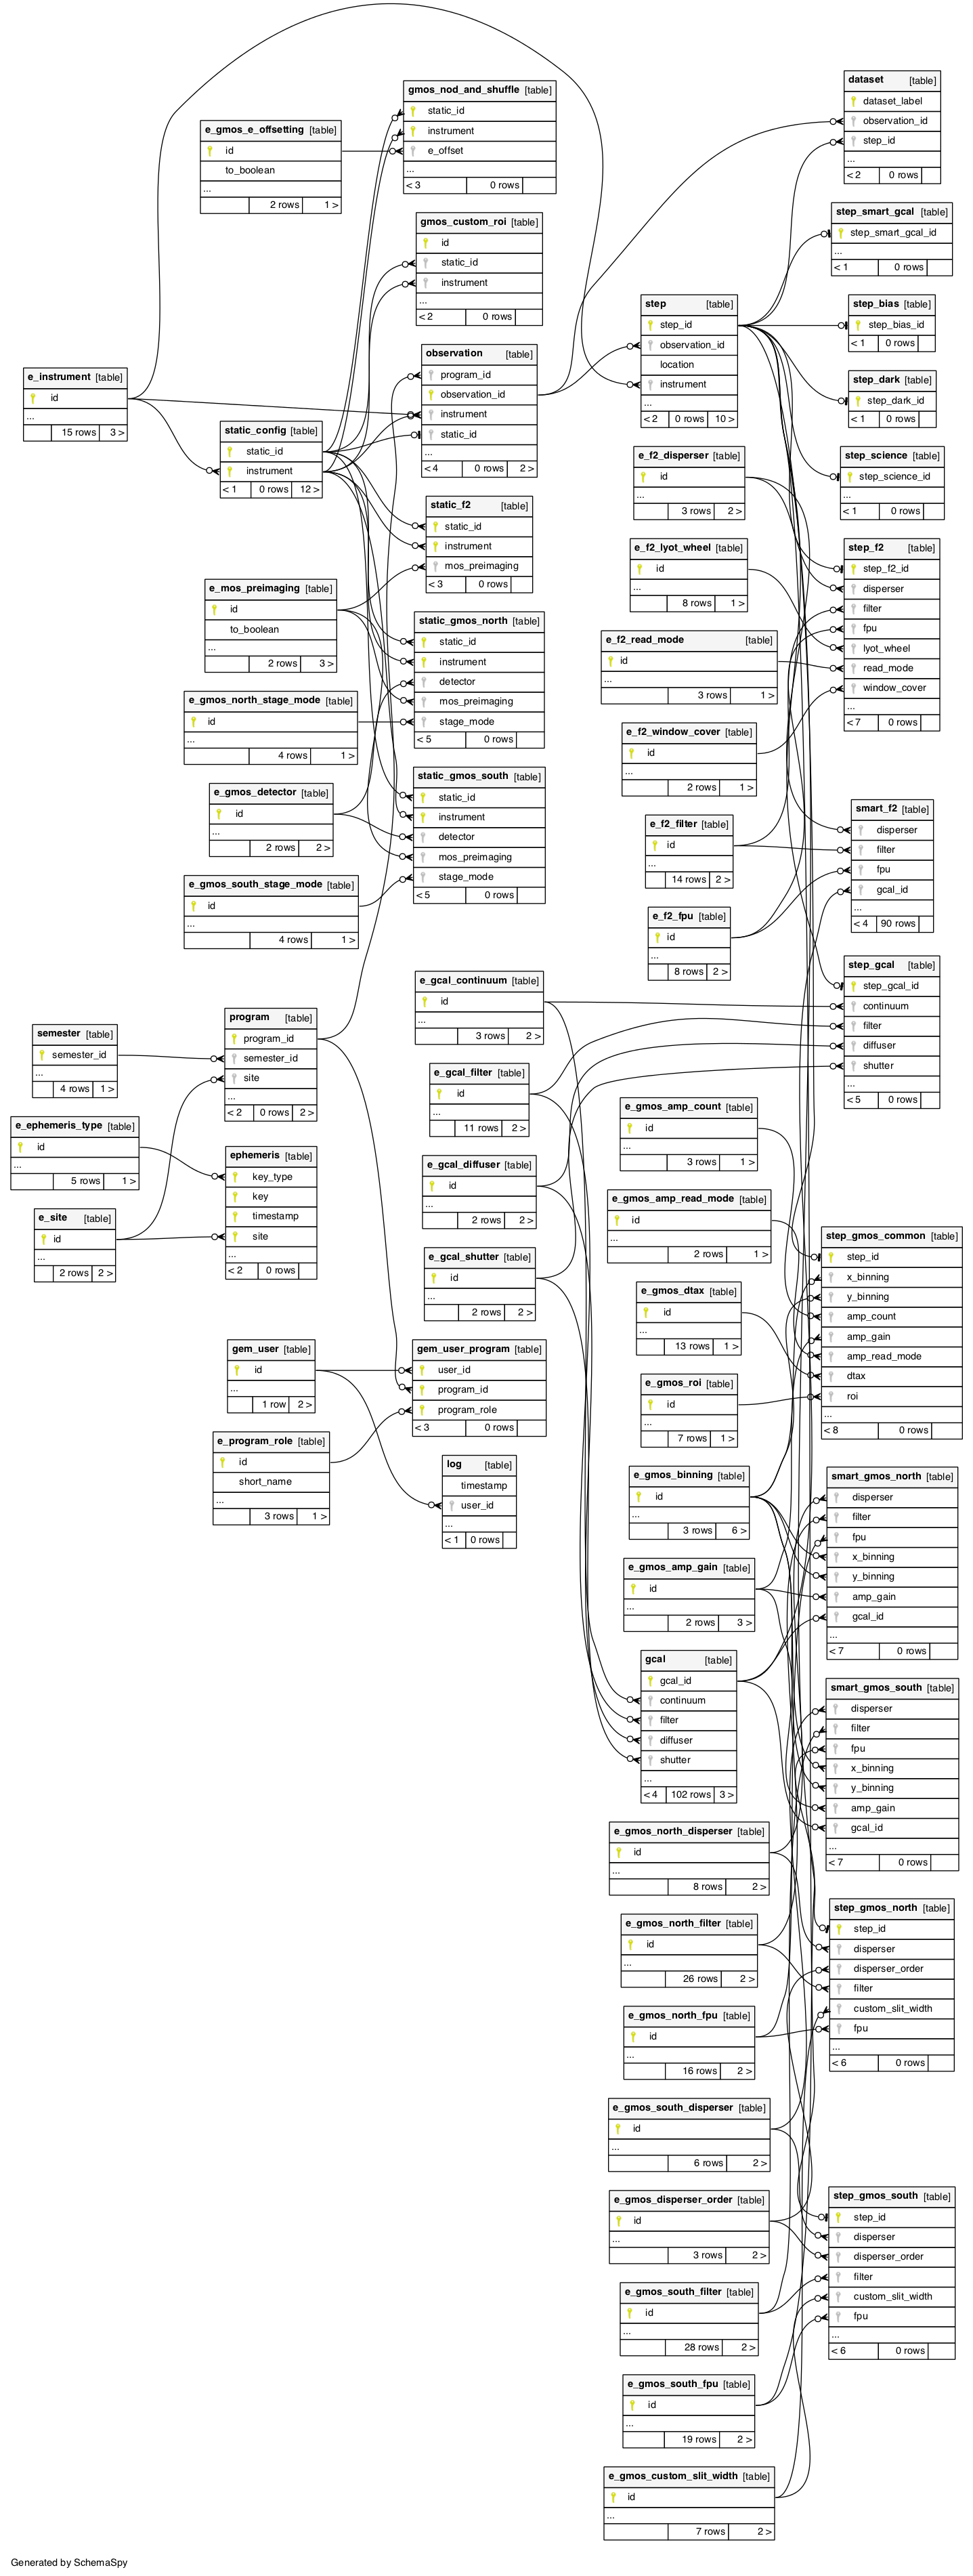 e_instrument [table]
id
...
15 rows 3 >
e_gmos_e_offsetting [table]
id
to_boolean
...
2 rows 1 >
static_config [table]
static_id
instrument
< 1 0 rows 12 >
e_mos_preimaging [table]
id
to_boolean
...
2 rows 3 >
e_gmos_north_stage_mode [table]
id
...
4 rows 1 >
e_gmos_detector [table]
id
...
2 rows 2 >
e_gmos_south_stage_mode [table]
id
...
4 rows 1 >
semester [table]
semester_id
...
4 rows 1 >
e_ephemeris_type [table]
id
...
5 rows 1 >
e_site [table]
id
...
2 rows 2 >
program [table]
program_id
semester_id
site
...
< 2 0 rows 2 >
ephemeris [table]
key_type
key
timestamp
site
...
< 2 0 rows
gem_user [table]
id
...
1 row 2 >
e_program_role [table]
id
short_name
...
3 rows 1 >
gmos_nod_and_shuffle [table]
static_id
instrument
e_offset
...
< 3 0 rows
gmos_custom_roi [table]
id
static_id
instrument
...
< 2 0 rows
observation [table]
program_id
observation_id
instrument
static_id
...
< 4 0 rows 2 >
static_f2 [table]
static_id
instrument
mos_preimaging
< 3 0 rows
static_gmos_north [table]
static_id
instrument
detector
mos_preimaging
stage_mode
< 5 0 rows
static_gmos_south [table]
static_id
instrument
detector
mos_preimaging
stage_mode
< 5 0 rows
e_gcal_continuum [table]
id
...
3 rows 2 >
e_gcal_filter [table]
id
...
11 rows 2 >
e_gcal_diffuser [table]
id
...
2 rows 2 >
e_gcal_shutter [table]
id
...
2 rows 2 >
gem_user_program [table]
user_id
program_id
program_role
< 3 0 rows
log [table]
timestamp
user_id
...
< 1 0 rows
step [table]
step_id
observation_id
location
instrument
...
< 2 0 rows 10 >
e_f2_disperser [table]
id
...
3 rows 2 >
e_f2_lyot_wheel [table]
id
...
8 rows 1 >
e_f2_read_mode [table]
id
...
3 rows 1 >
e_f2_window_cover [table]
id
...
2 rows 1 >
e_f2_filter [table]
id
...
14 rows 2 >
e_f2_fpu [table]
id
...
8 rows 2 >
e_gmos_amp_count [table]
id
...
3 rows 1 >
e_gmos_amp_read_mode [table]
id
...
2 rows 1 >
e_gmos_dtax [table]
id
...
13 rows 1 >
e_gmos_roi [table]
id
...
7 rows 1 >
e_gmos_binning [table]
id
...
3 rows 6 >
e_gmos_amp_gain [table]
id
...
2 rows 3 >
gcal [table]
gcal_id
continuum
filter
diffuser
shutter
...
< 4 102 rows 3 >
e_gmos_north_disperser [table]
id
...
8 rows 2 >
e_gmos_north_filter [table]
id
...
26 rows 2 >
e_gmos_north_fpu [table]
id
...
16 rows 2 >
e_gmos_south_disperser [table]
id
...
6 rows 2 >
e_gmos_disperser_order [table]
id
...
3 rows 2 >
e_gmos_south_filter [table]
id
...
28 rows 2 >
e_gmos_south_fpu [table]
id
...
19 rows 2 >
e_gmos_custom_slit_width [table]
id
...
7 rows 2 >
dataset [table]
dataset_label
observation_id
step_id
...
< 2 0 rows
step_smart_gcal [table]
step_smart_gcal_id
...
< 1 0 rows
step_bias [table]
step_bias_id
< 1 0 rows
step_dark [table]
step_dark_id
< 1 0 rows
step_science [table]
step_science_id
...
< 1 0 rows
step_f2 [table]
step_f2_id
disperser
filter
fpu
lyot_wheel
read_mode
window_cover
...
< 7 0 rows
smart_f2 [table]
disperser
filter
fpu
gcal_id
...
< 4 90 rows
step_gcal [table]
step_gcal_id
continuum
filter
diffuser
shutter
...
< 5 0 rows
step_gmos_common [table]
step_id
x_binning
y_binning
amp_count
amp_gain
amp_read_mode
dtax
roi
...
< 8 0 rows
smart_gmos_north [table]
disperser
filter
fpu
x_binning
y_binning
amp_gain
gcal_id
...
< 7 0 rows
smart_gmos_south [table]
disperser
filter
fpu
x_binning
y_binning
amp_gain
gcal_id
...
< 7 0 rows
step_gmos_north [table]
step_id
disperser
disperser_order
filter
custom_slit_width
fpu
...
< 6 0 rows
step_gmos_south [table]
step_id
disperser
disperser_order
filter
custom_slit_width
fpu
...
< 6 0 rows
Generated by SchemaSpy